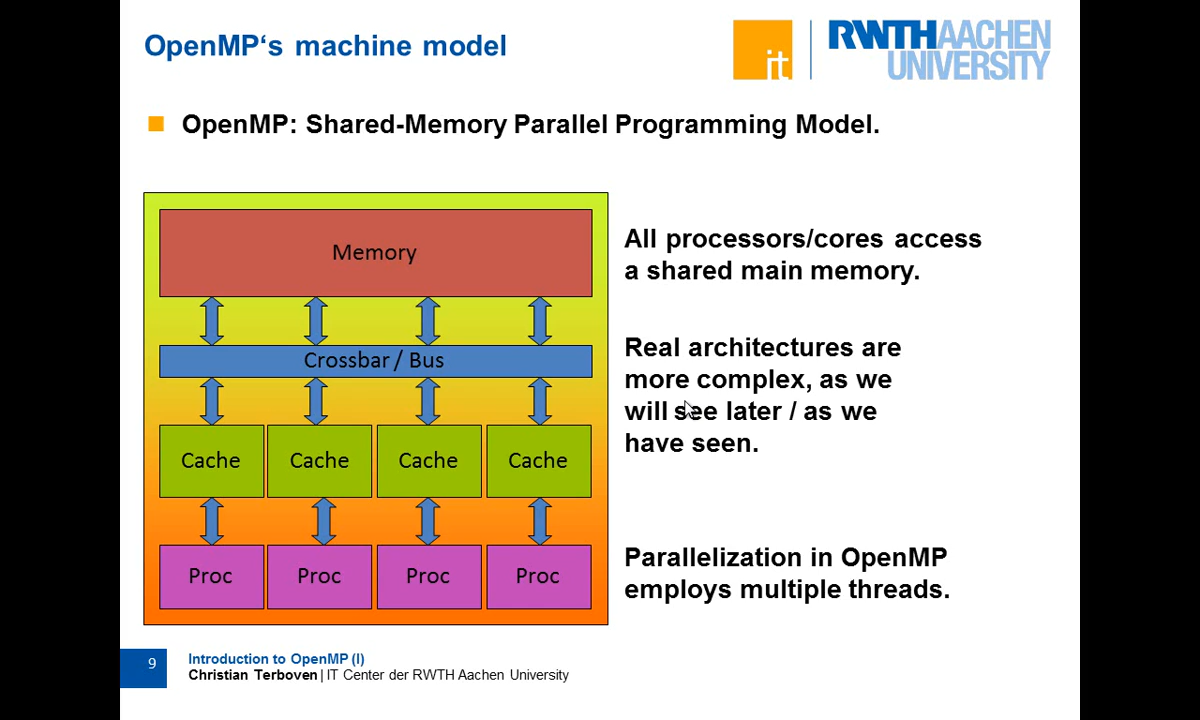 OpenMP‘s machine model
it
RWTHAACHEN
UNIVERSITY
OpenMP: Shared-Memory Parallel Programming Model.
Memory
Crossbar / Bus
Cache Cache Cache Cache
Proc Proc Proc Proc
All processors/cores access
a shared main memory.
Real architectures are
more complex, as we
will see later / as we
have seen.
Parallelization in OpenMP
employs multiple threads.
9
Introduction to OpenMP (I)
Christian Terboven | IT Center der RWTH Aachen University